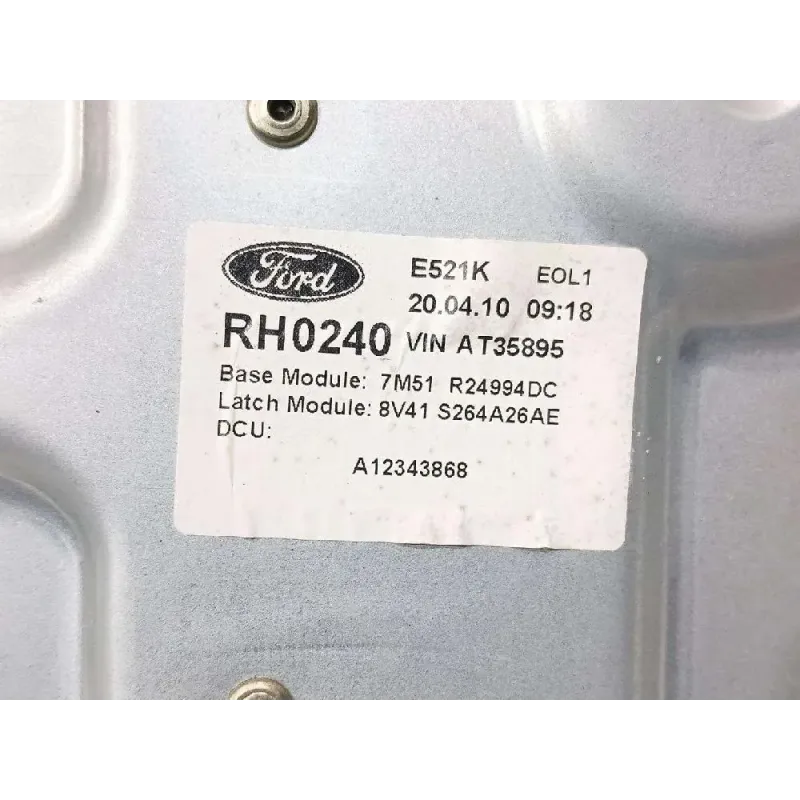 Ford
E521K EOL1
20.04.10 09:18
RH0240 VIN AT35895
Base Module: 7M51 R24994DC
Latch Module: 8V41 S264A26AE
DCU:
A12343868